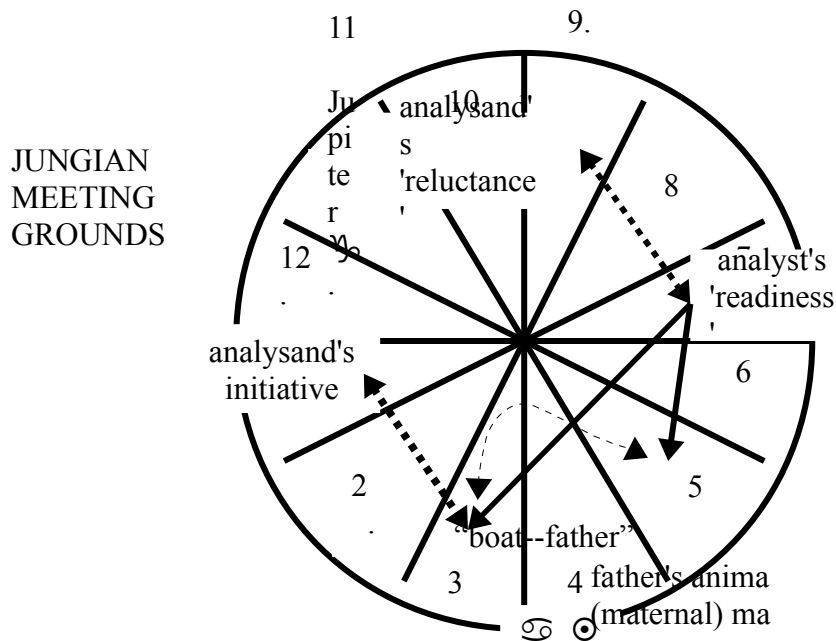 11
9.
10
Ju
pi
te
r
♑
analysand'
s
'reluctance
'
JUNGIAN
MEETING
GROUNDS
8
12
.
.
analyst's
'readiness
'
analysand's
initiative
6
2
.
5
“boat--father”
3
4
father's anima
(maternal) ma
♋ ☉